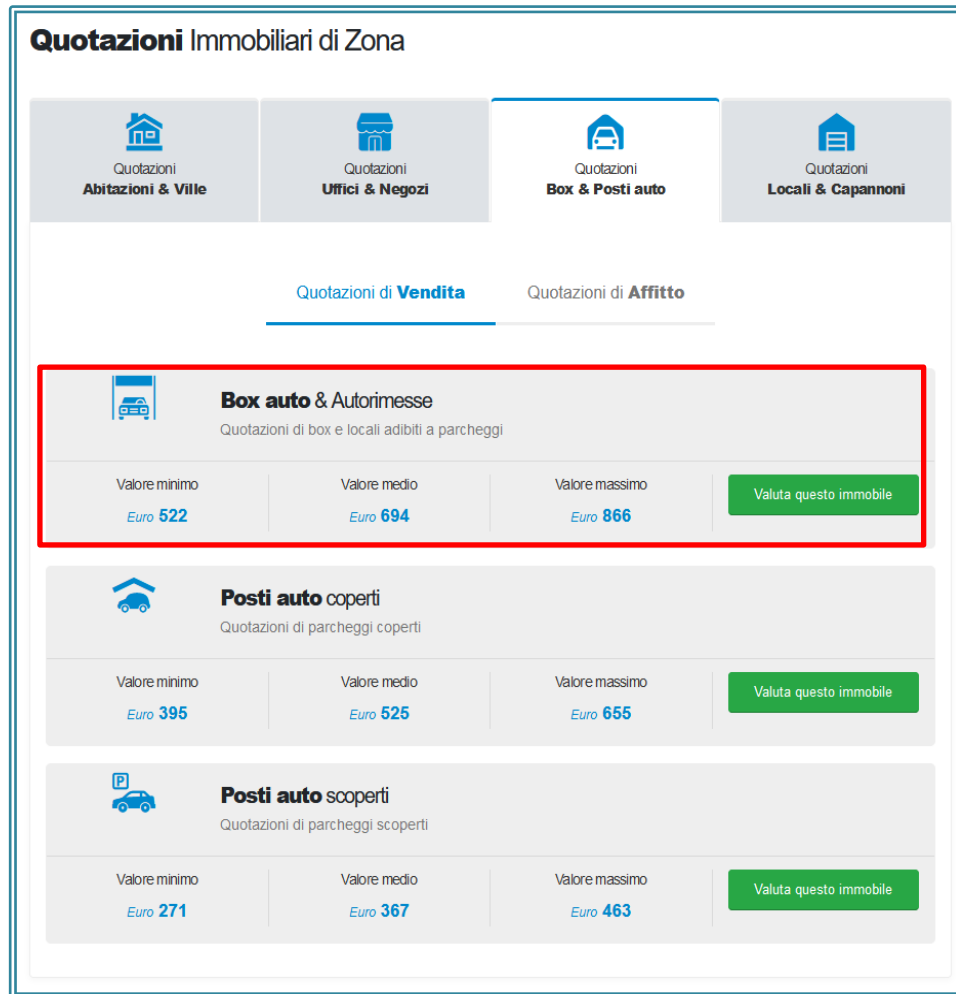 Quotazioni Immobiliari di Zona
Quotazioni
Abitazioni & Ville
Quotazioni
Uffici & Negozi
Quotazioni
Box & Posti auto
Quotazioni
Locali & Capannoni
Quotazioni di Vendita
Quotazioni di Affitto
Box auto & Autorimesse
Quotazioni di box e locali adibiti a parcheggi
Valore minimo
Euro 522
Valore medio
Euro 694
Valore massimo
Euro 866
Valuta questo immobile
Posti auto coperti
Quotazioni di parcheggi coperti
Valore minimo
Euro 395
Valore medio
Euro 525
Valore massimo
Euro 655
Valuta questo immobile
P
Posti auto scoperti
Quotazioni di parcheggi scoperti
Valore minimo
Euro 271
Valore medio
Euro 367
Valore massimo
Euro 463
Valuta questo immobile